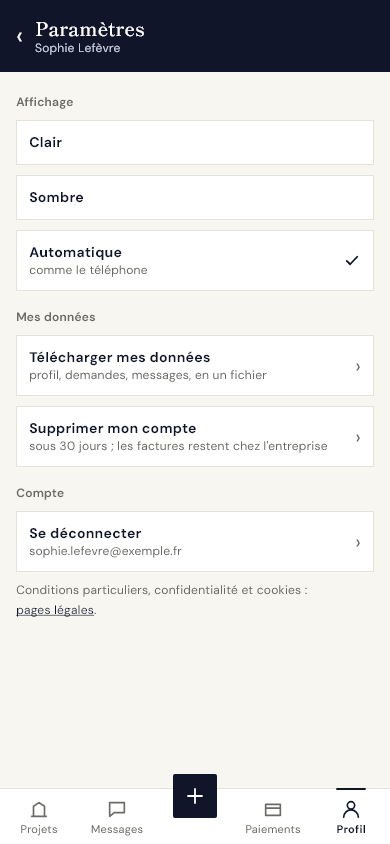 Paramètres
Sophie Lefèvre
Affichage
Clair
Sombre
Automatique
comme le téléphone
Mes données
Télécharger mes données
profil, demandes, messages, en un fichier
Supprimer mon compte
sous 30 jours ; les factures restent chez l'entreprise
Compte
Se déconnecter
sophie.lefevre@exemple.fr
Conditions particuliers, confidentialité et cookies :
pages légales.
Projets
Messages
Paiements
Profil